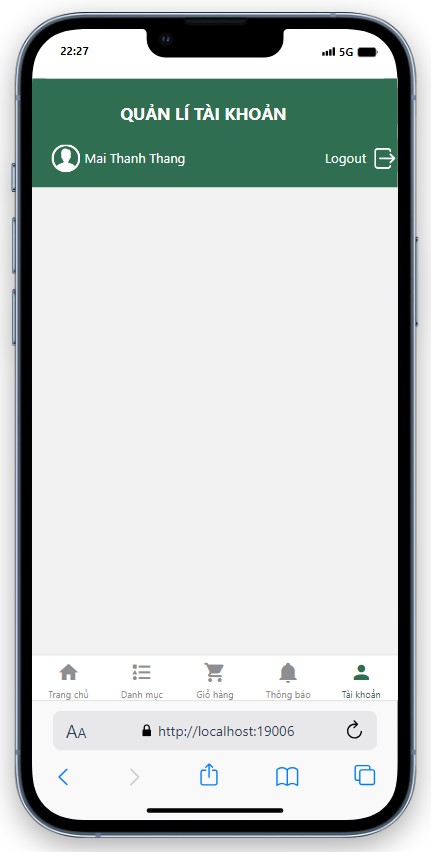 22:27 5G
QUẢN LÍ TÀI KHOẢN
Mai Thanh Thang Logout
Trang chủ Danh mục Giỏ hàng Thông báo Tài khoản
AA http://localhost:19006